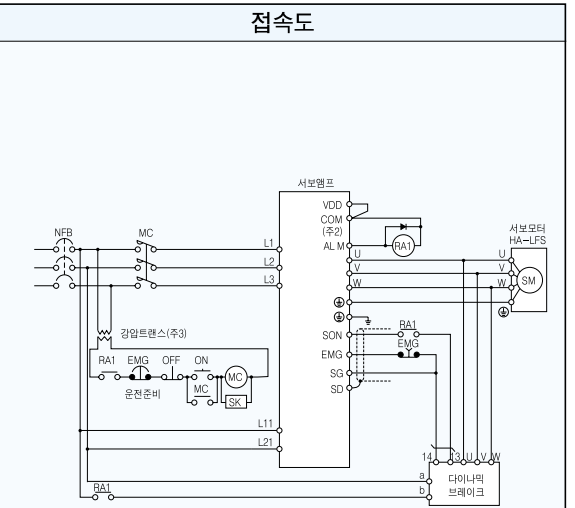 접속도
서보앰프
NFB
MC
VDD
COM
(주2)
AL M
RA1
서보모터
HA-LFS
L1
L2
L3
U
V
W
U
V
W
SM
강압트랜스(주3)
RA1
EMG
OFF
ON
MC
운전준비
MC
SK
SON
EMG
SG
SD
RA1
EMG
L11
L21
14
13
U
V
W
a
b
다이나믹
브레이크
RA1